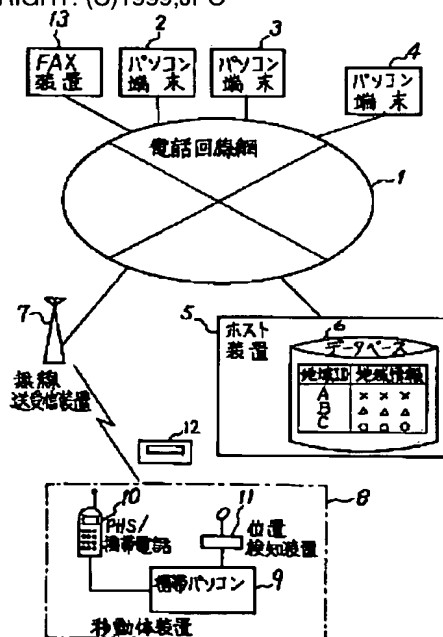 RIGHT: (C)1999,JPO
13
2
3
4
FAX
装置
パソコン
端末
パソコン
端末
パソコン
端末
電話回線網
1
7
無線
送受信装置
5
ホスト
装置
6
データベース
地域ID 地域情報
A × × ×
B △ △ △
C □ □ ○
12
8
10
PHS/
携帯電話
11
位置
検知装置
携帯パソコン
9
移動体装置